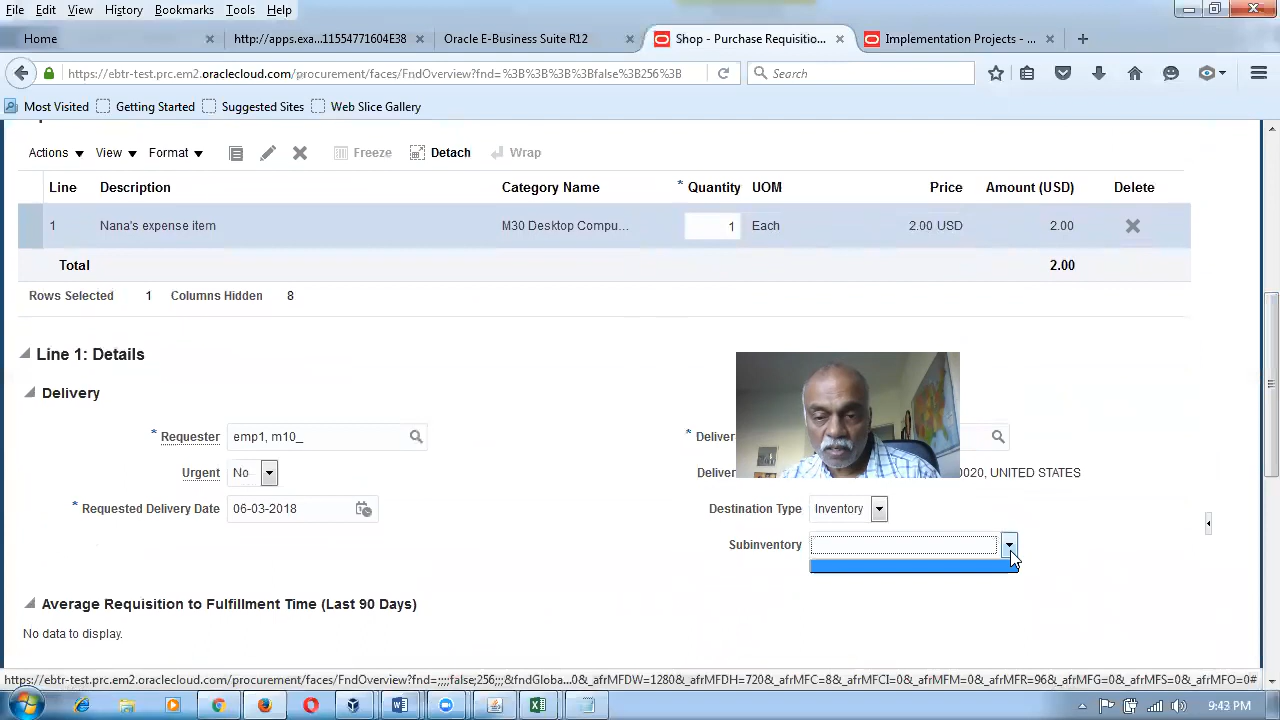 File Edit View History Bookmarks Tools Help
Home http://apps.exa...11554771604E38 Oracle E-Business Suite R12 Shop - Purchase Requisitio... Implementation Projects - ...
https://ebtr-test.prc.em2.oraclecloud.com/procurement/faces/FndOverview?fnd=%3B%3B%3B%3Bfalse%3B256%3B Search
Most Visited Getting Started Suggested Sites Web Slice Gallery
Actions View Format Freeze Detach Wrap
Line Description Category Name * Quantity UOM Price Amount (USD) Delete
1 Nana's expense item M30 Desktop Compu... 1 Each 2.00 USD 2.00
Total 2.00
Rows Selected 1 Columns Hidden 8
Line 1: Details
Delivery
* Requester emp1, m10_ * Deliver
Urgent No Deliver 0020, UNITED STATES
* Requested Delivery Date 06-03-2018 Destination Type Inventory
Subinventory
Average Requisition to Fulfillment Time (Last 90 Days)
No data to display.
https://ebtr-test.prc.em2.oraclecloud.com/procurement/faces/FndOverview?fnd=;;;;false;256;;;&fndGloba...0&_afrMFDW=1280&_afrMFDH=720&_afrMFC=8&_afrMFCI=0&_afrMFM=0&_afrMFR=96&_afrMFG=0&_afrMFS=0&_afrMFO=0#
9:43 PM